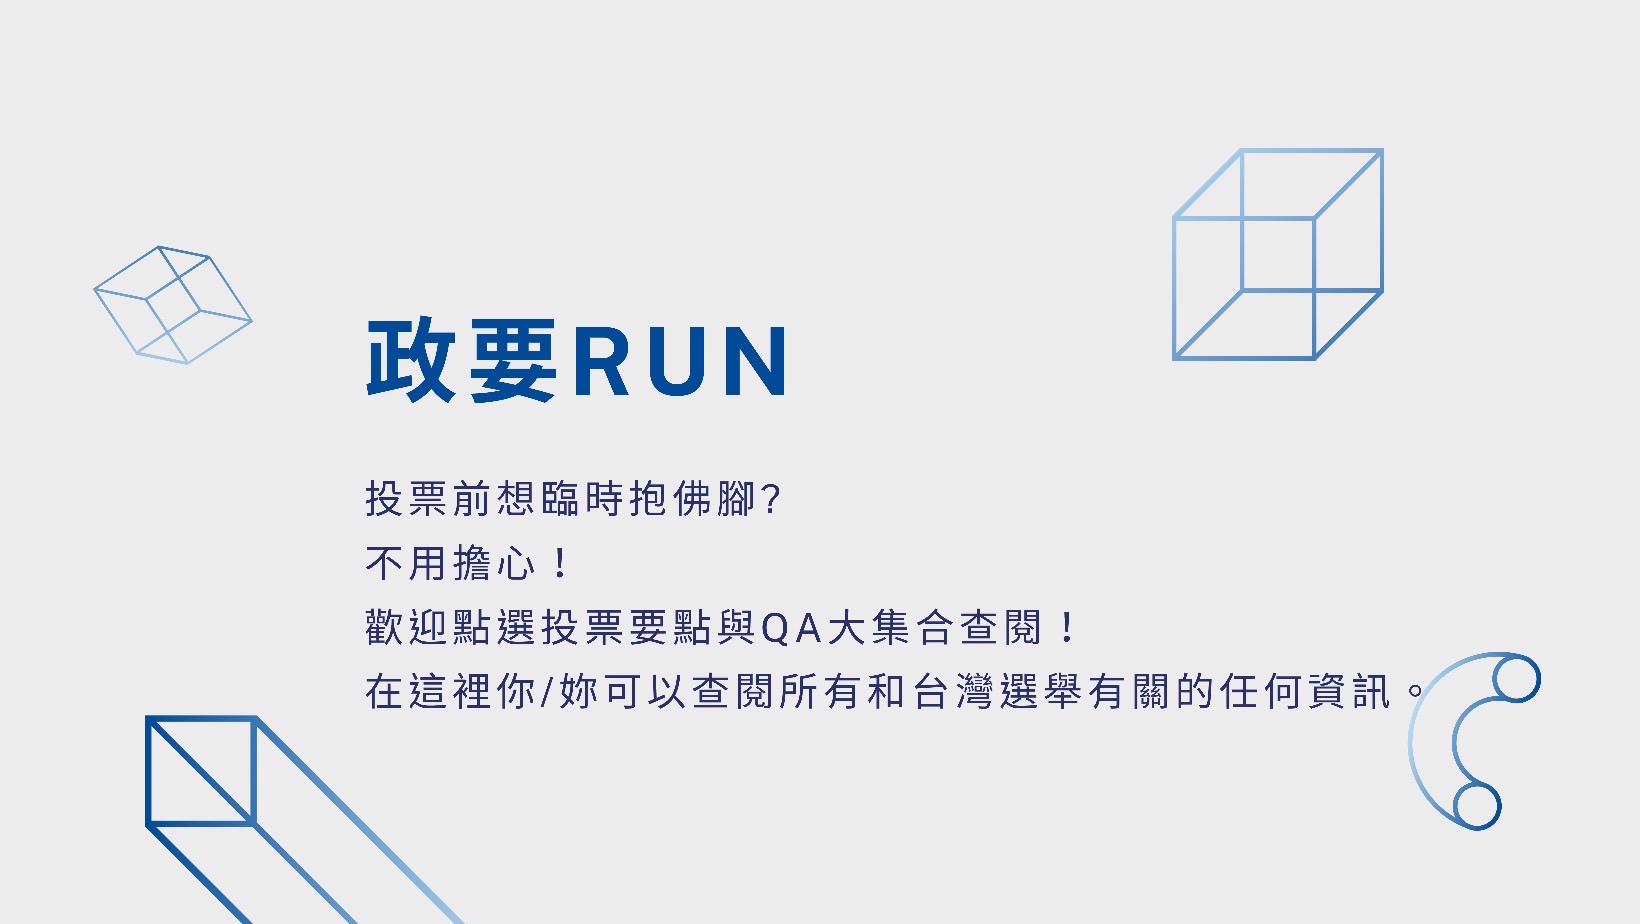 政要RUN
投票前想臨時抱佛腳?
不用擔心！
歡迎點選投票要點與QA大集合查閱！
在這裡你/妳可以查閱所有和台灣選舉有關的任何資訊。